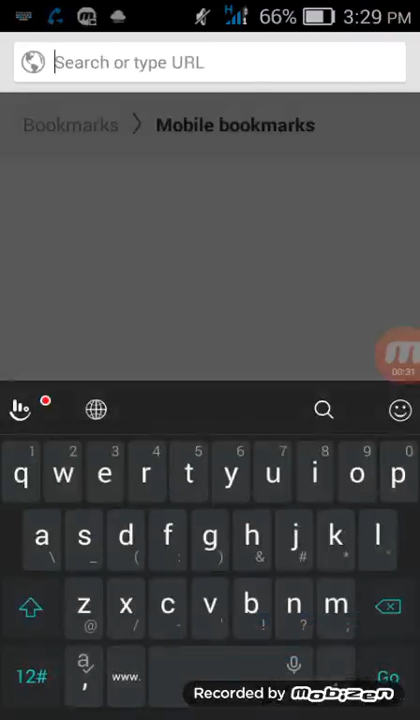 66% 3:29 PM
Search or type URL
Bookmarks > Mobile bookmarks
00:31
1 2 3 4 5 6 7 8 9 0
q w e r t y u i o p
a s d f g h j k l
\ _ ( : ) & # * "
z x c v b n m
@ / - ' ! ? ;
12# a , www. Go
Recorded by mobizen